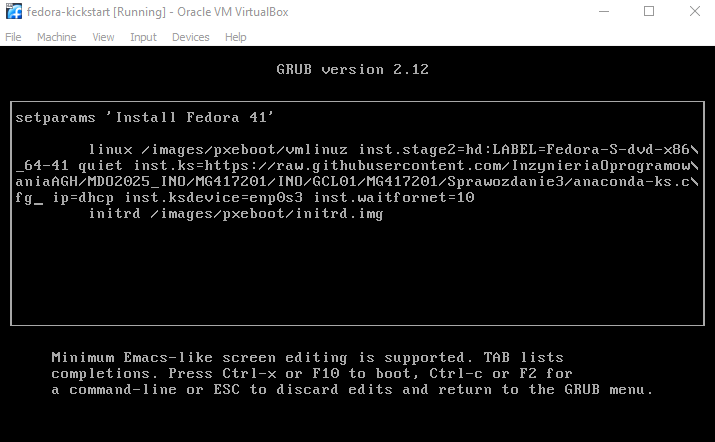 fedora-kickstart [Running] - Oracle VM VirtualBox
File Machine View Input Devices Help
GRUB version 2.12
setparams 'Install Fedora 41'
linux /images/pxeboot/vmlinuz inst.stage2=hd:LABEL=Fedora-S-dvd-x86\
_64-41 quiet inst.ks=https://raw.githubusercontent.com/InzynieriaOprogramow\
aniaAGH/MDO2025_INO/MG417201/INO/GCL01/MG417201/Sprawozdanie3/anaconda-ks.c\
fg_ ip=dhcp inst.ksdevice=enp0s3 inst.waitfornet=10
initrd /images/pxeboot/initrd.img
Minimum Emacs-like screen editing is supported. TAB lists
completions. Press Ctrl-x or F10 to boot, Ctrl-c or F2 for
a command-line or ESC to discard edits and return to the GRUB menu.